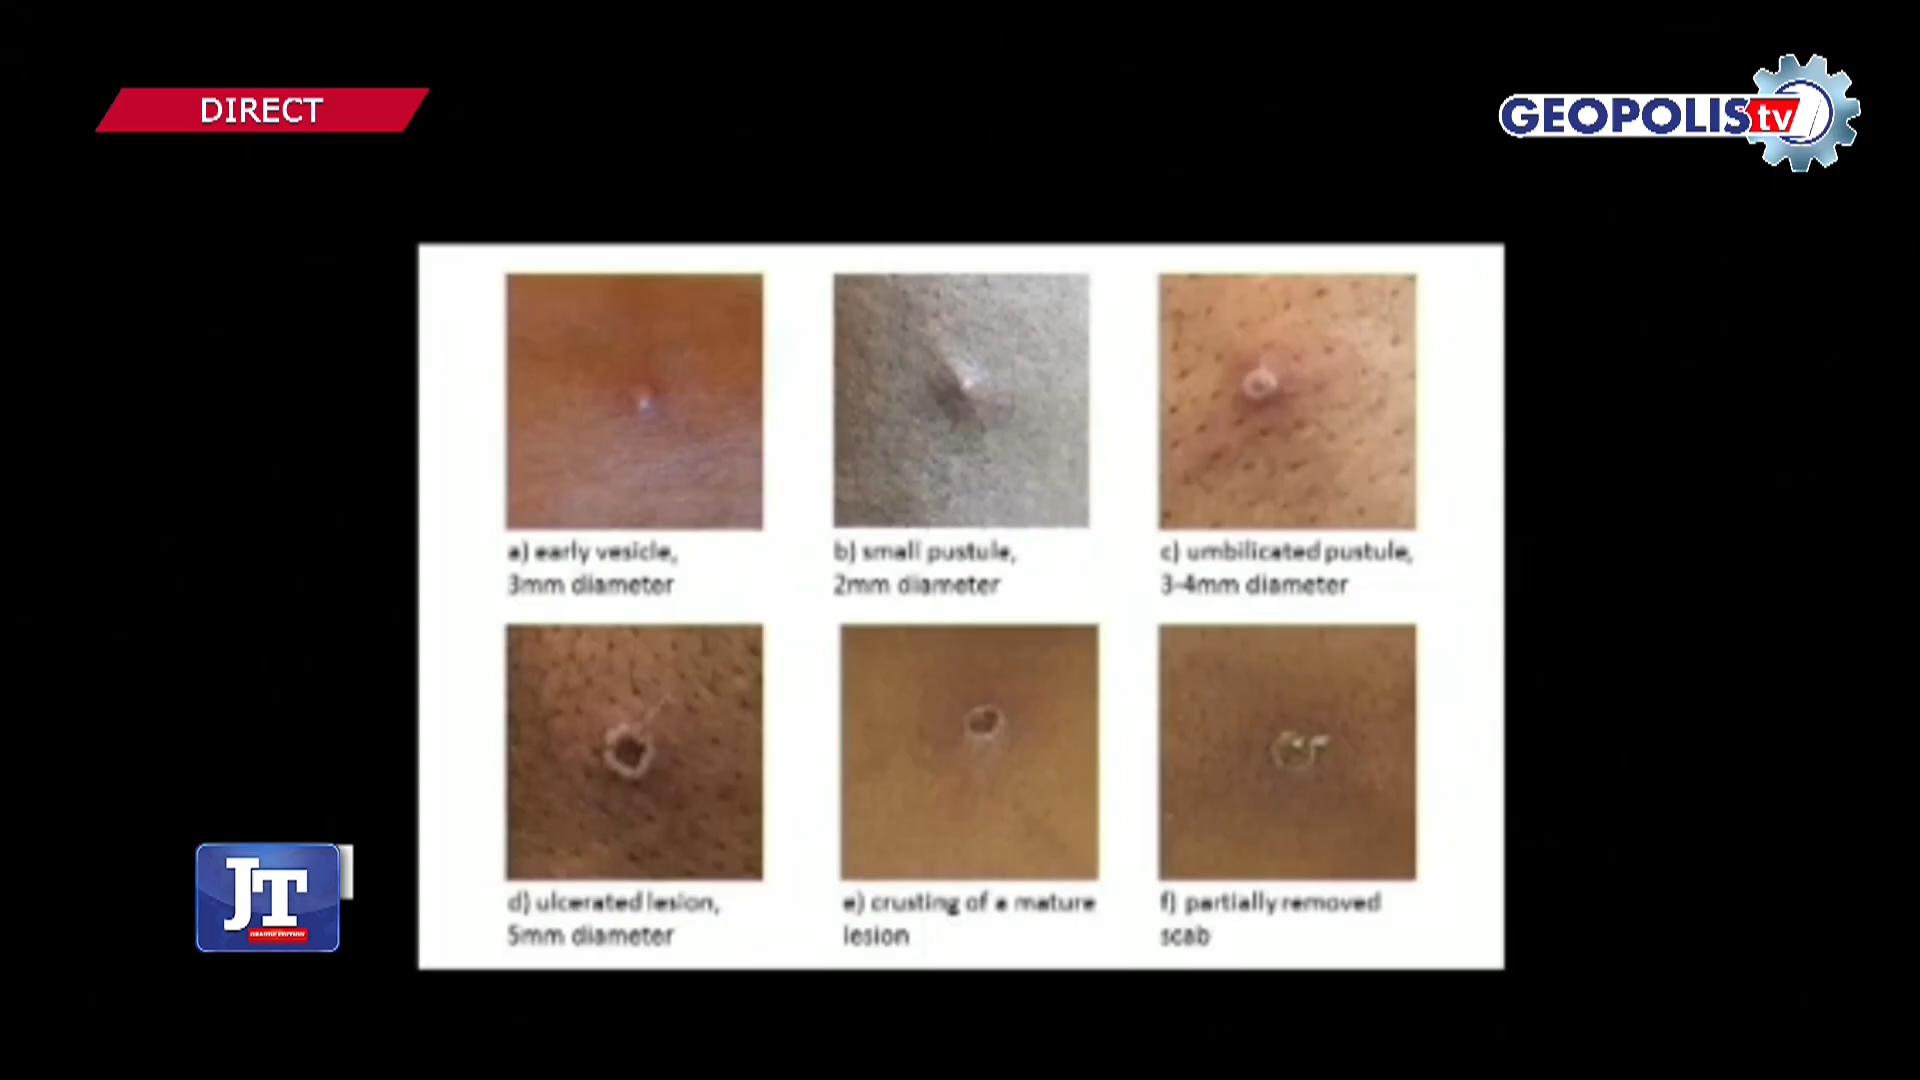 DIRECT
GEOPOLIS tv
a) early vesicle,
3mm diameter
b) small pustule,
2mm diameter
c) umbilicated pustule,
3-4mm diameter
d) ulcerated lesion,
5mm diameter
e) crusting of a mature
lesion
f) partially removed
scab
JT